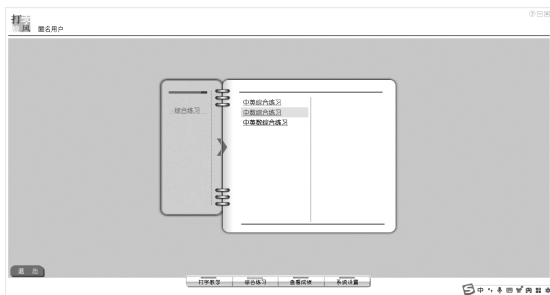 打字旋风
匿名用户
综合练习
中英综合练习
中数综合练习
中英数综合练习
退 出
打字教学 综合练习 查看成绩 系统设置
中